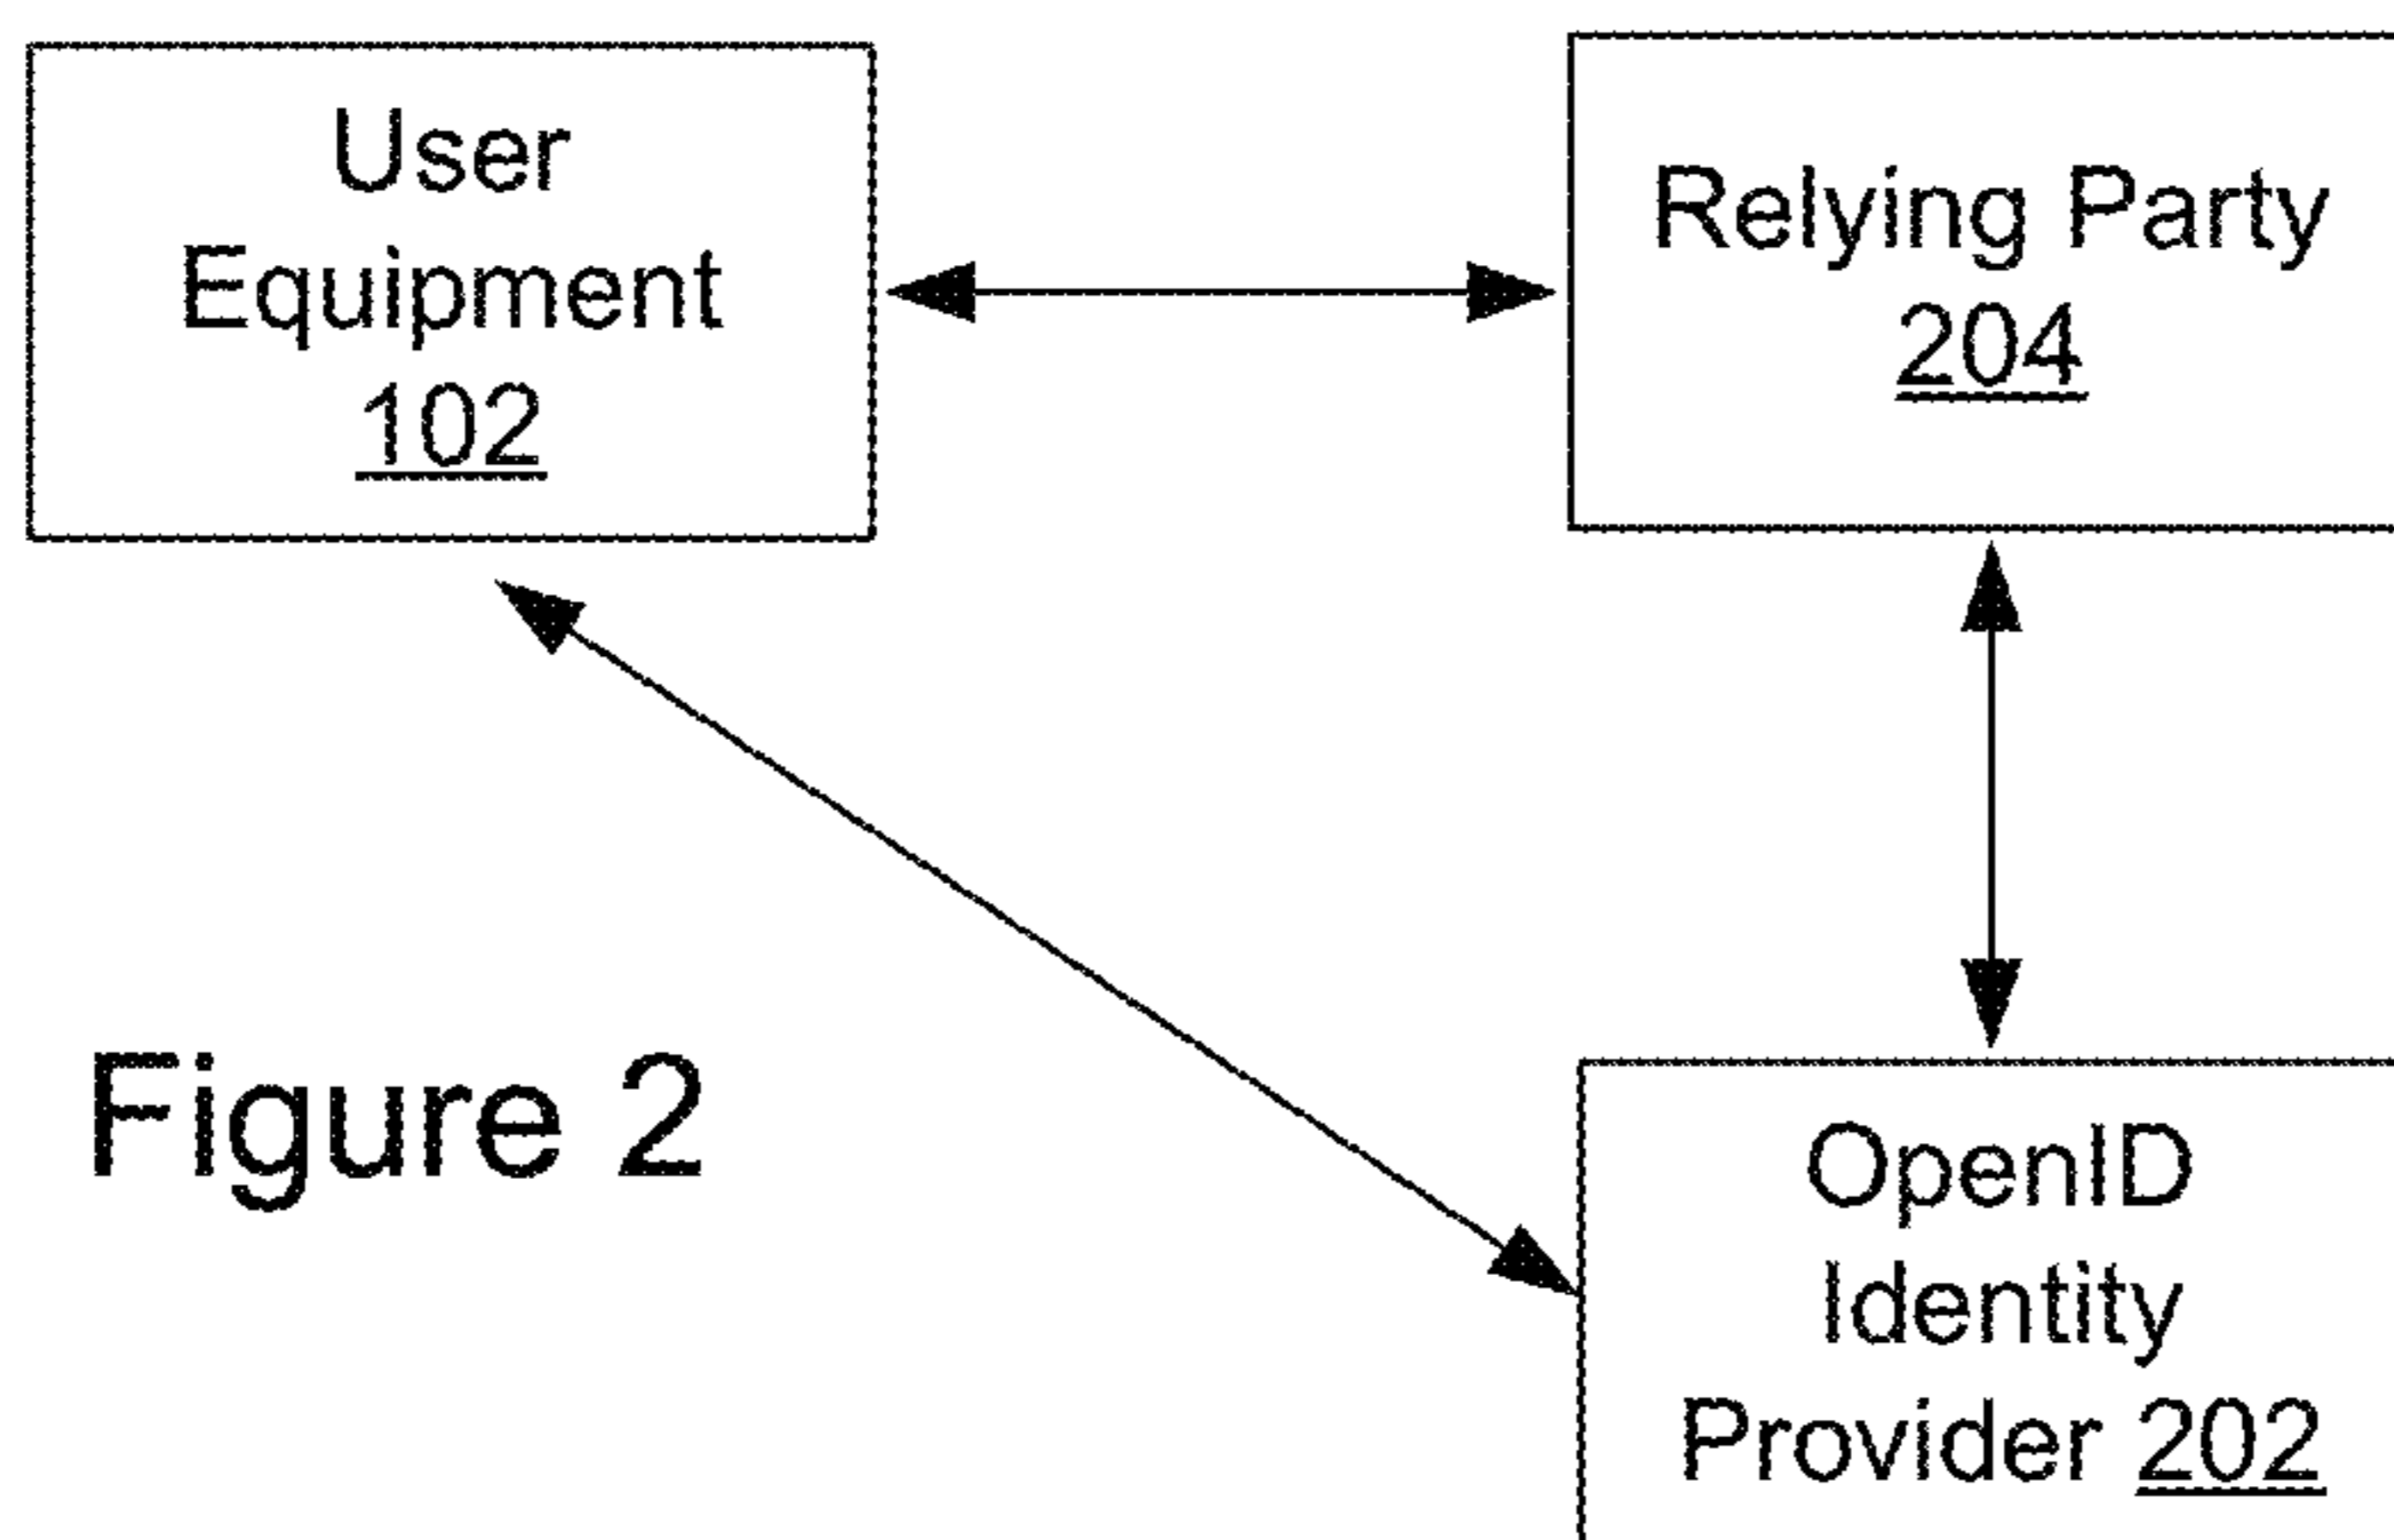 User
Equipment
102
Relying Party
204
OpenID
Identity
Provider 202
Figure 2